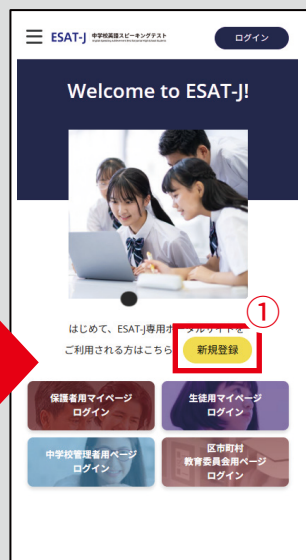 ESAT-J 中学校英語スピーキングテスト
ログイン
Welcome to ESAT-J!
①
はじめて、ESAT-J専用ポータルサイトを
ご利用される方はこちら 新規登録
保護者用マイページ
ログイン
生徒用マイページ
ログイン
中学校管理者用ページ
ログイン
区市町村
教育委員会用ページ
ログイン